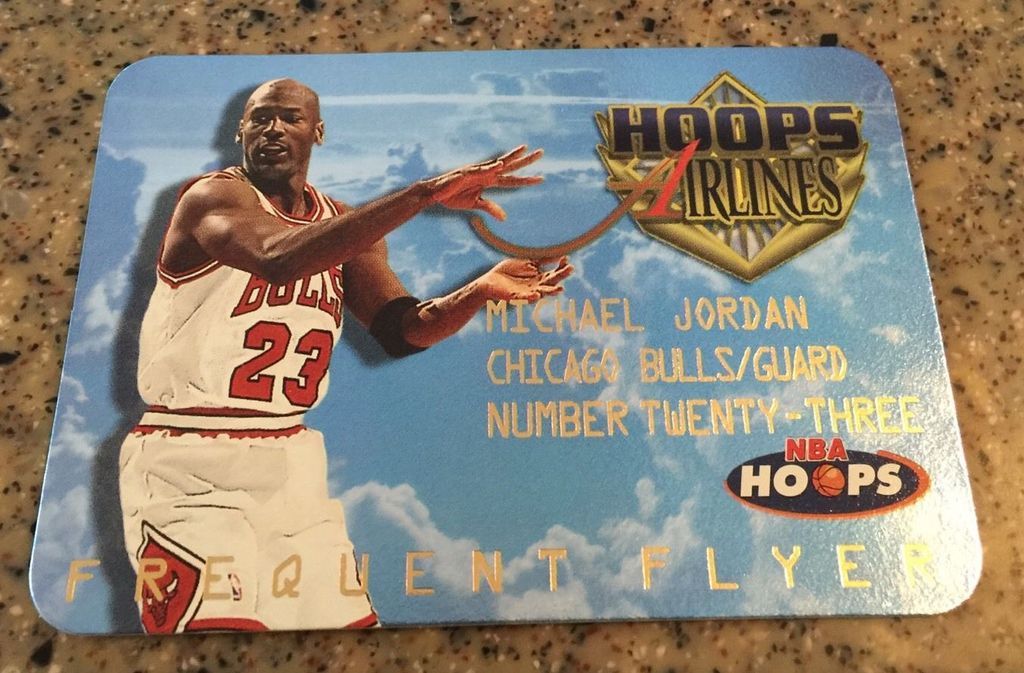 HOOPS
AIRLINES
BULLS
23
MICHAEL JORDAN
CHICAGO BULLS/GUARD
NUMBER TWENTY-THREE
NBA
HOOPS
FREQUENT FLYER